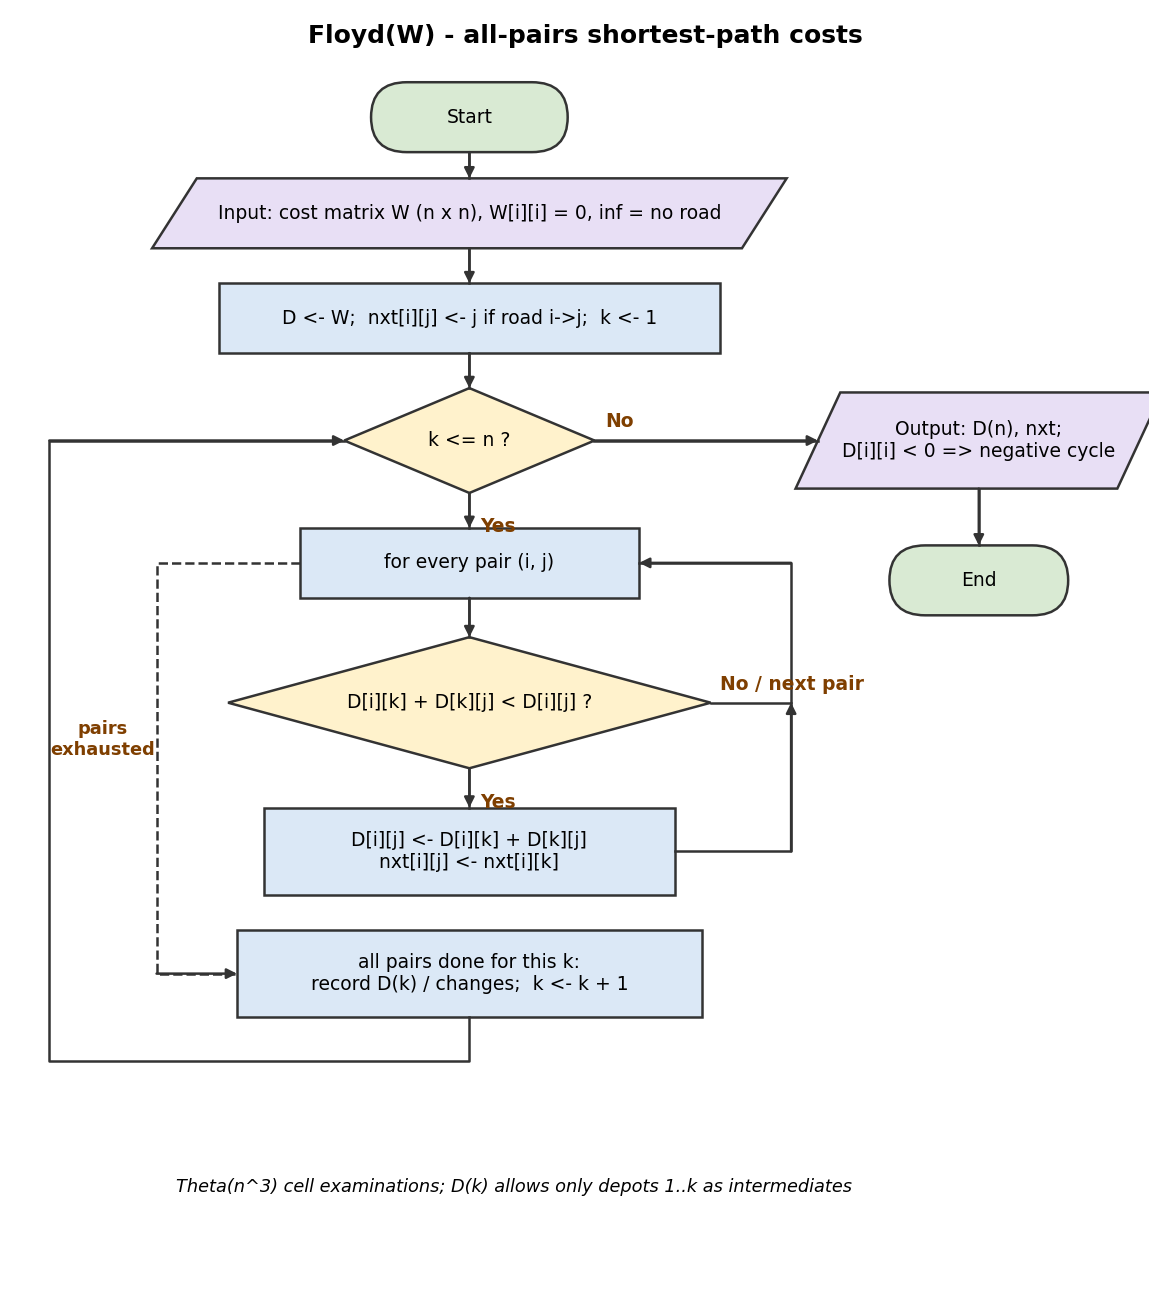 Floyd(W) - all-pairs shortest-path costs
Start
Input: cost matrix W (n x n), W[i][i] = 0, inf = no road
D <- W;  nxt[i][j] <- j if road i->j;  k <- 1
k <= n ?
No
Output: D(n), nxt;
D[i][i] < 0 => negative cycle
Yes
for every pair (i, j)
End
D[i][k] + D[k][j] < D[i][j] ?
No / next pair
pairs
exhausted
Yes
D[i][j] <- D[i][k] + D[k][j]
nxt[i][j] <- nxt[i][k]
all pairs done for this k:
record D(k) / changes;  k <- k + 1
Theta(n^3) cell examinations; D(k) allows only depots 1..k as intermediates